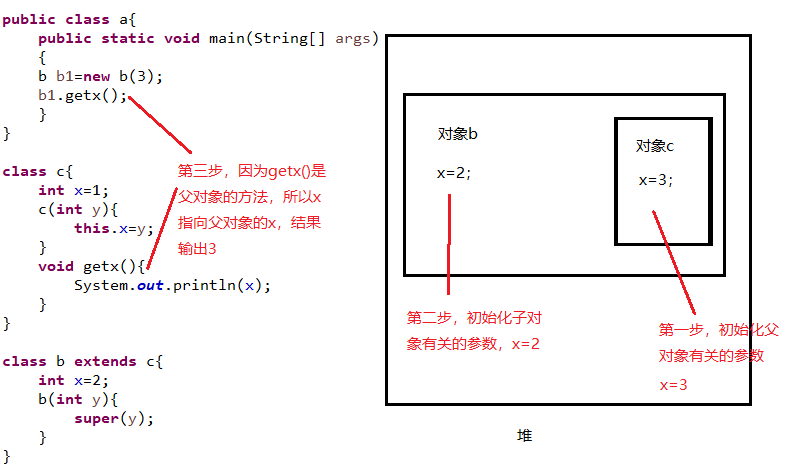 public class a{
public static void main(String[] args)
{
b b1=new b(3);
b1.getx();
}
}
class c{
int x=1;
c(int y){
this.x=y;
}
void getx(){
System.out.println(x);
}
}
class b extends c{
int x=2;
b(int y){
super(y);
}
}
第三步，因为getx()是
父对象的方法，所以x
指向父对象的x，结果
输出3
对象b
x=2;
对象c
x=3;
第二步，初始化子对
象有关的参数，x=2
第一步，初始化父
对象有关的参数
x=3
堆